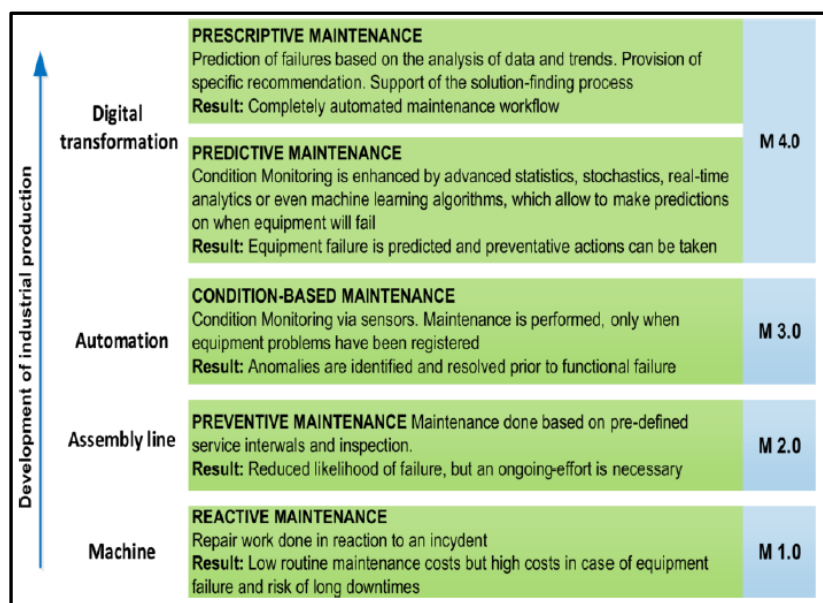 Development of industrial production
Digital
transformation
PRESCRIPTIVE MAINTENANCE
Prediction of failures based on the analysis of data and trends. Provision of
specific recommendation. Support of the solution-finding process
Result: Completely automated maintenance workflow
PREDICTIVE MAINTENANCE
Condition Monitoring is enhanced by advanced statistics, stochastics, real-time
analytics or even machine learning algorithms, which allow to make predictions
on when equipment will fail
Result: Equipment failure is predicted and preventative actions can be taken
M 4.0
Automation
CONDITION-BASED MAINTENANCE
Condition Monitoring via sensors. Maintenance is performed, only when
equipment problems have been registered
Result: Anomalies are identified and resolved prior to functional failure
M 3.0
Assembly line
PREVENTIVE MAINTENANCE Maintenance done based on pre-defined
service interwals and inspection.
Result: Reduced likelihood of failure, but an ongoing-effort is necessary
M 2.0
Machine
REACTIVE MAINTENANCE
Repair work done in reaction to an incydent
Result: Low routine maintenance costs but high costs in case of equipment
failure and risk of long downtimes
M 1.0